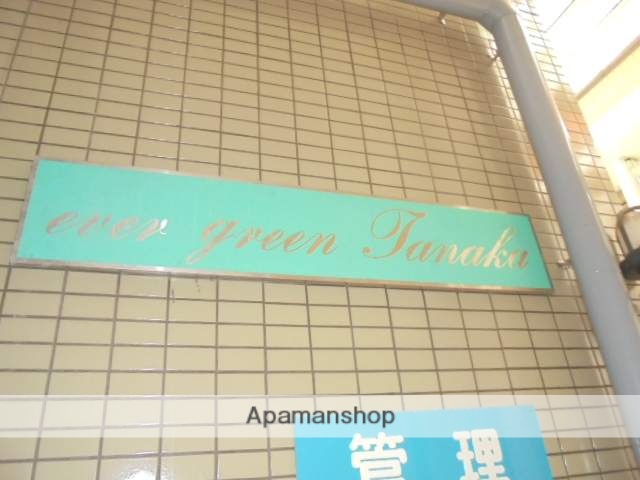 ever green Tanaka
Apamanshop
管理